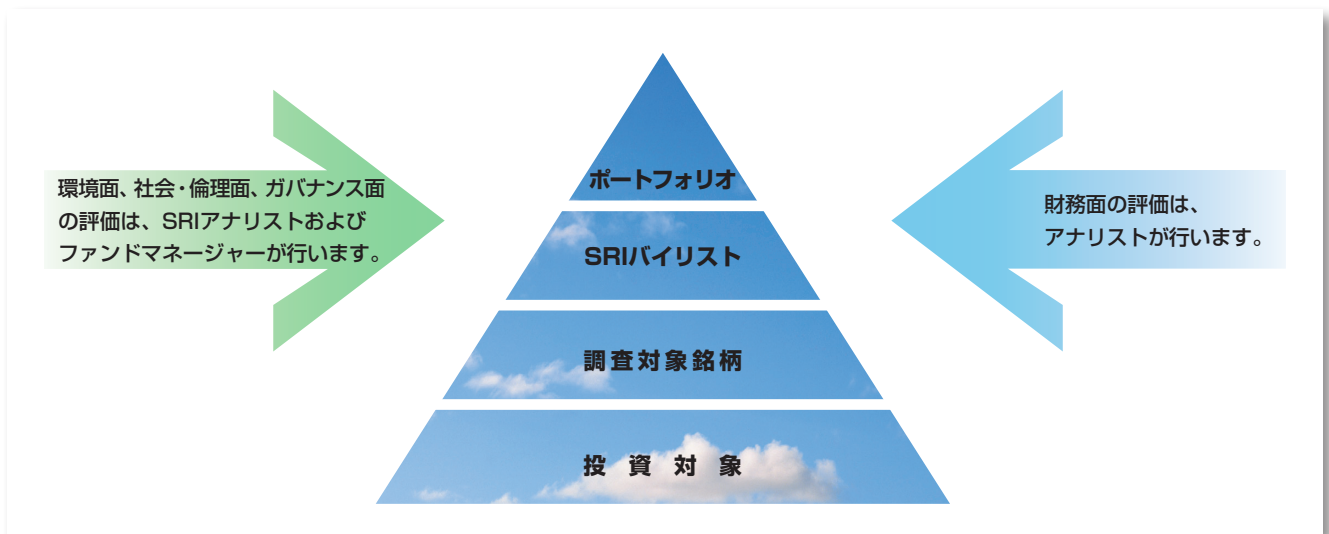 環境面、社会・倫理面、ガバナンス面
の評価は、SRIアナリストおよび
ファンドマネージャーが行います。
ポートフォリオ
SRIバイリスト
調査対象銘柄
投資対象
財務面の評価は、
アナリストが行います。